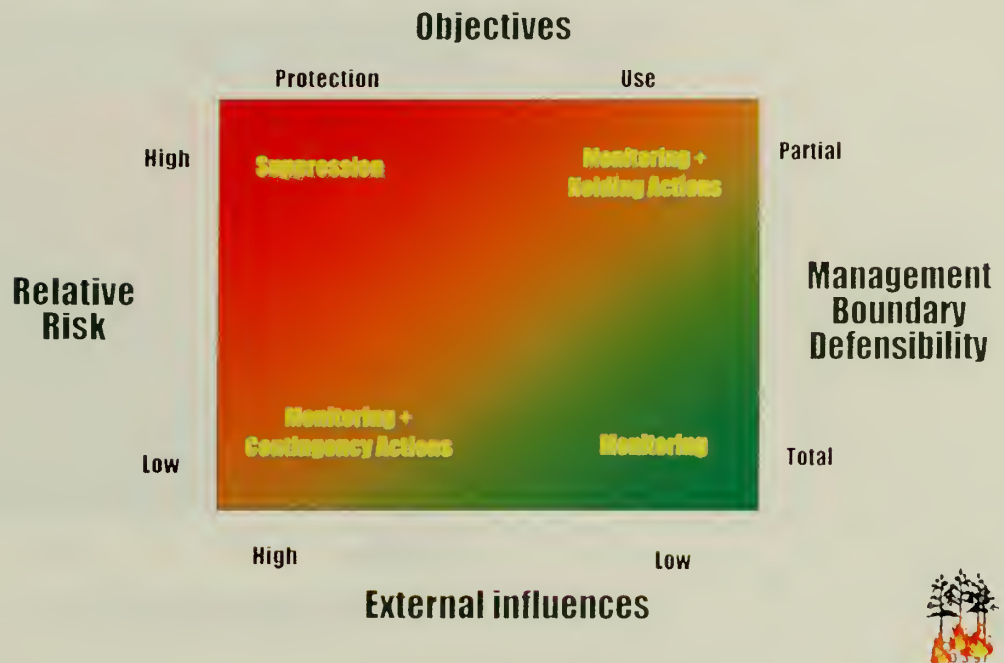 Objectives
Protection
Use
High
Suppression
Monitoring +
Holding Actions
Partial
Relative
Risk
Management
Boundary
Defensibility
Monitoring +
Contingency Actions
Monitoring
Low
Total
High
Low
External influences